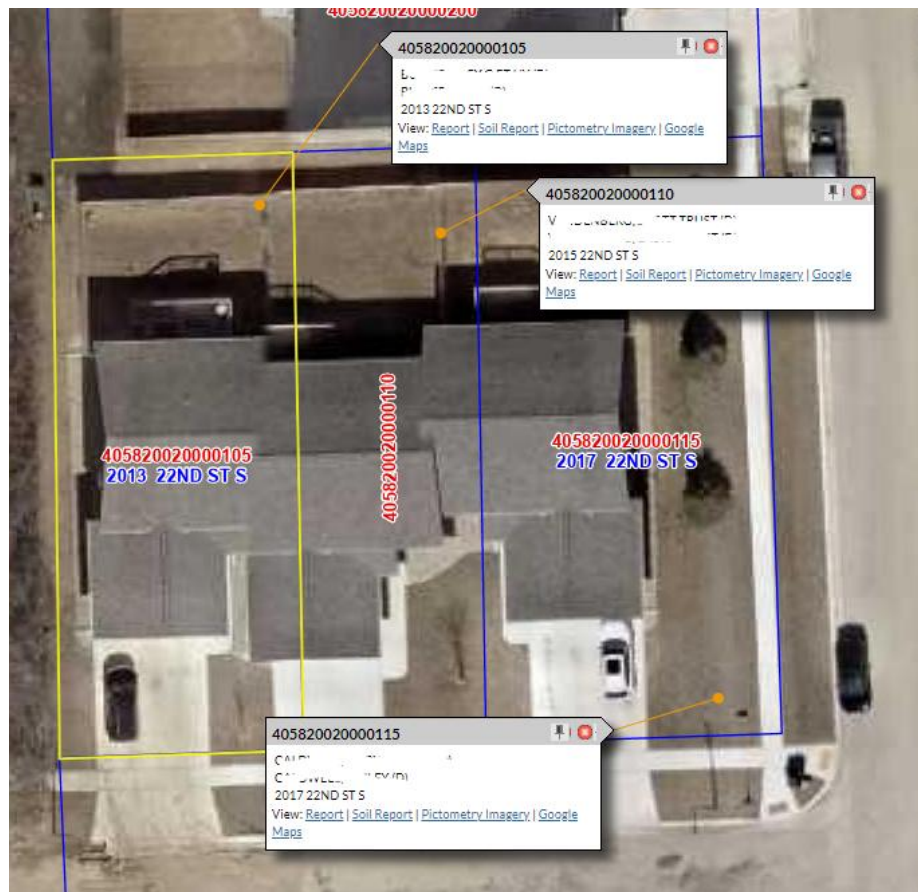 405820020000200
405820020000105
2013 22ND ST S
View: Report | Soil Report | Pictometry Imagery | Google
Maps
405820020000110
2015 22ND ST S
View: Report | Soil Report | Pictometry Imagery | Google
Maps
405820020000110
405820020000105
2013 22ND ST S
405820020000115
2017 22ND ST S
405820020000115
2017 22ND ST S
View: Report | Soil Report | Pictometry Imagery | Google
Maps